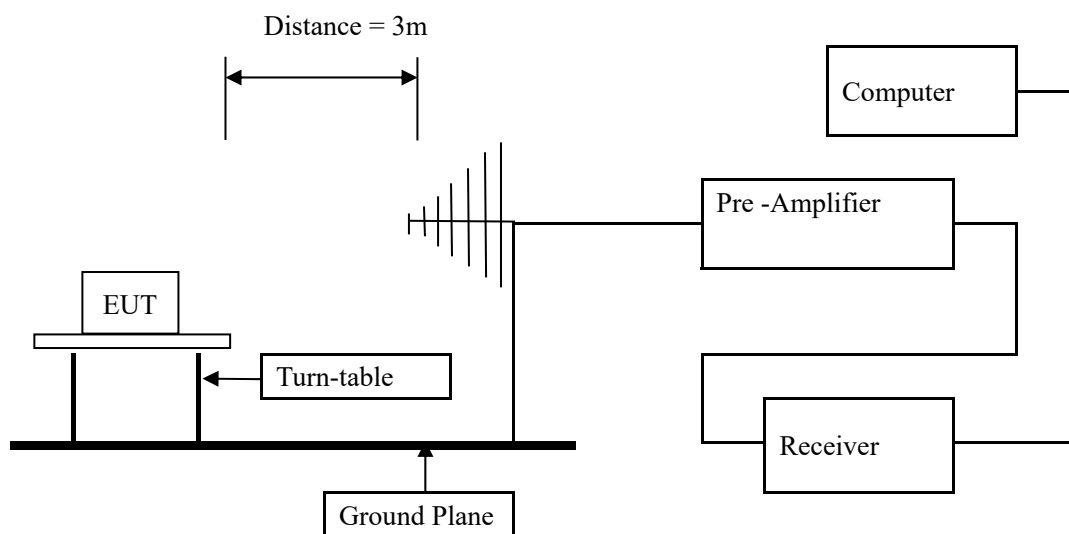 Distance = 3m
Computer
Pre -Amplifier
EUT
Turn-table
Receiver
Ground Plane